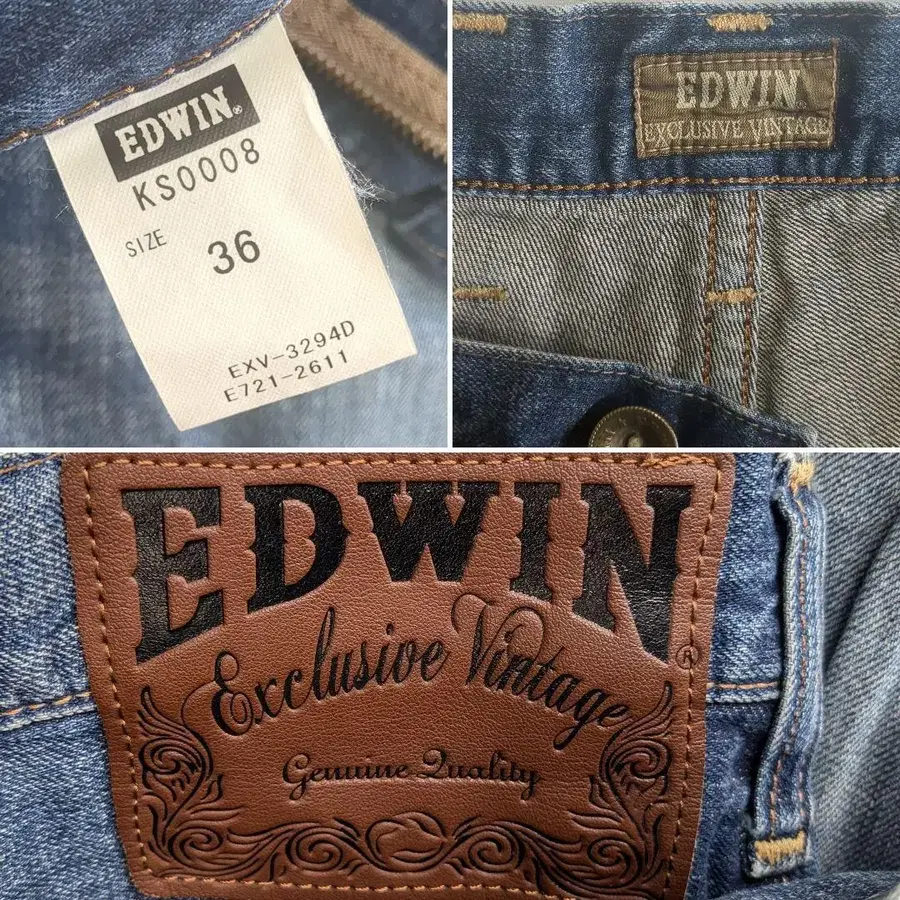 EDWIN®
KS0008
SIZE
36
EXV-3294D
E721-2611
EDWIN
EXCLUSIVE VINTAGE
EDWIN®
Exclusive Vintage
Genuine Quality